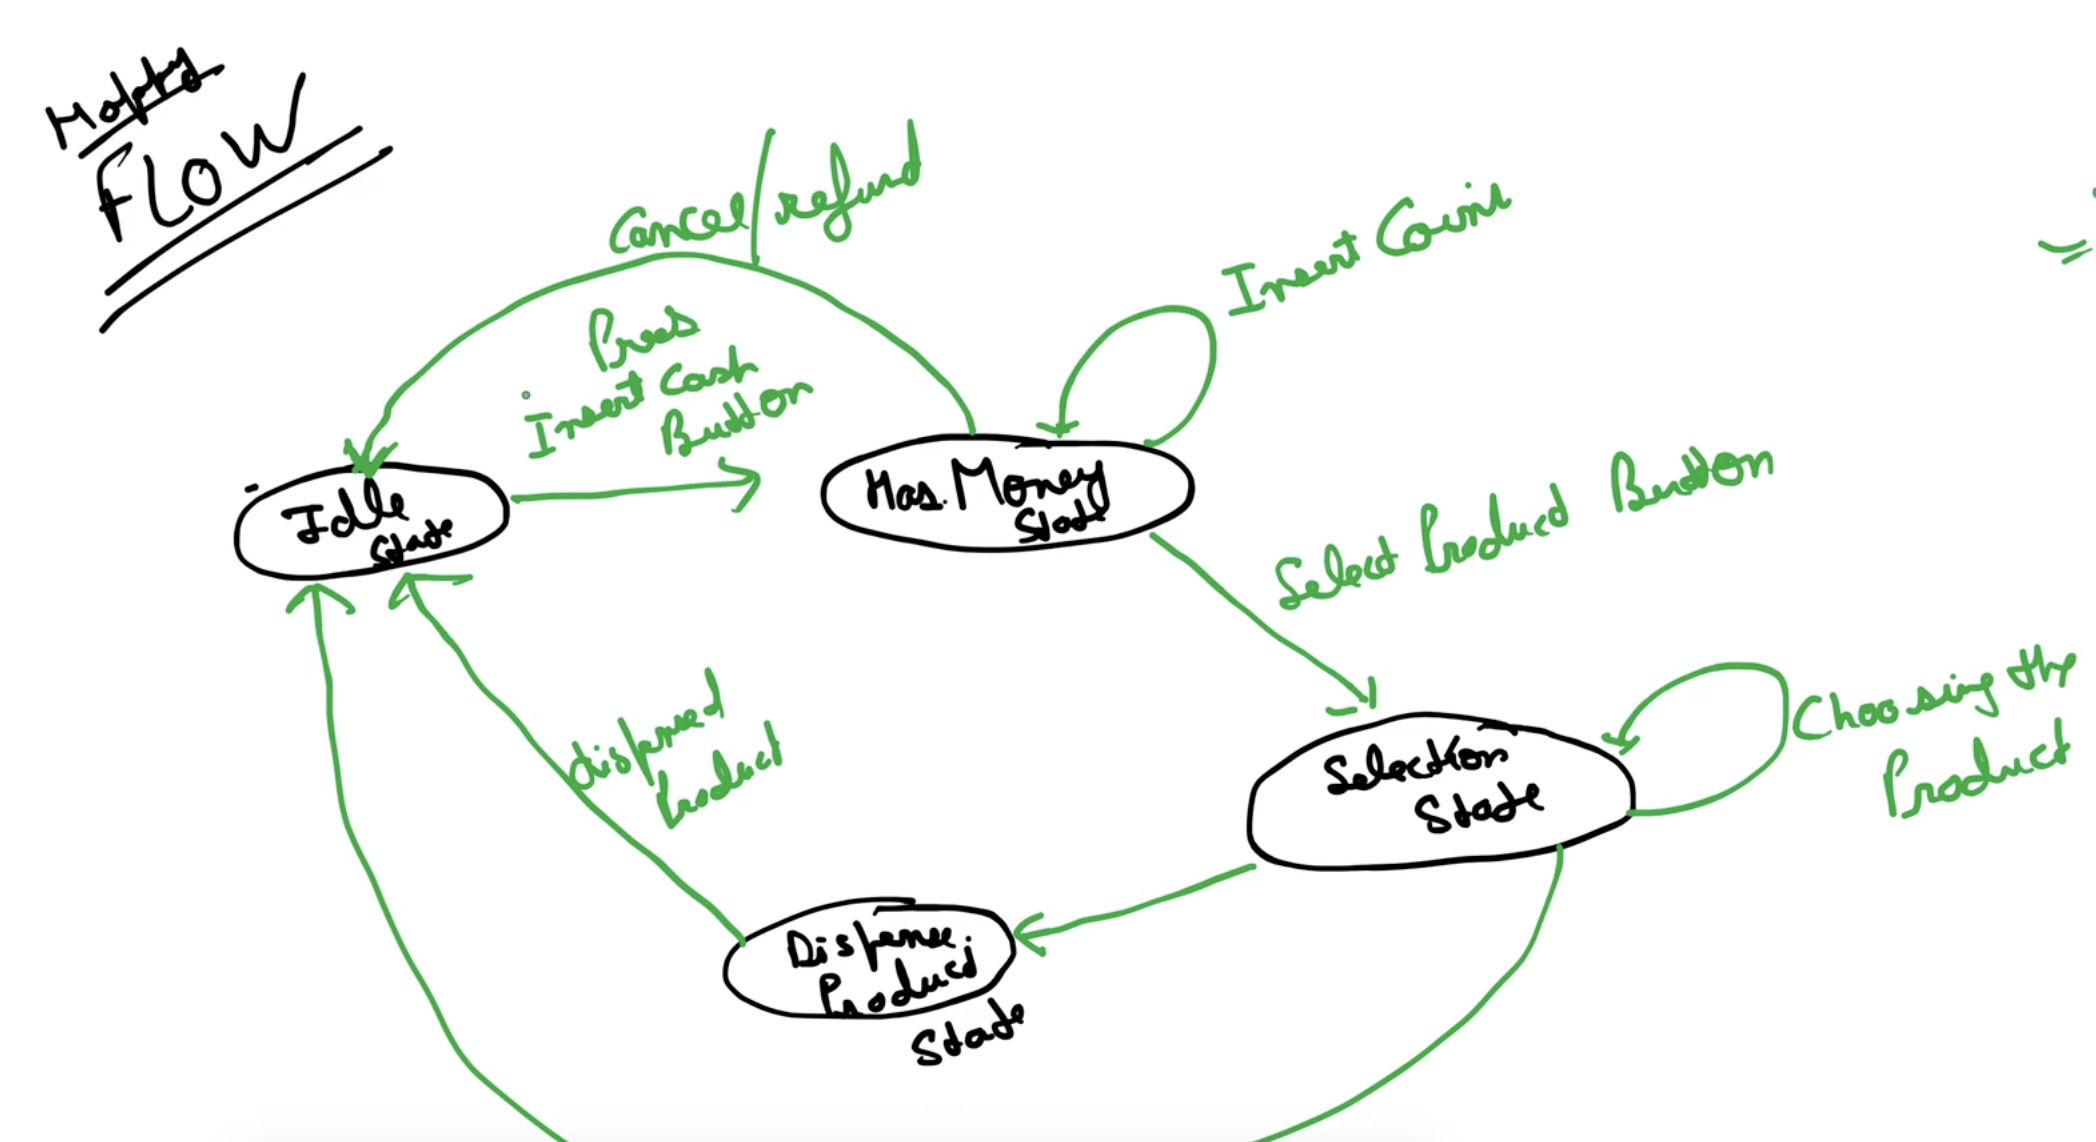 Happy
FLOW
Cancel/refund
Insert Coins
Press
Insert Cash
Button
Idle
State
Has Money
State
Select Product Button
Selection
State
Choosing the
Product
dispensed
Product
Dispense
Product
State